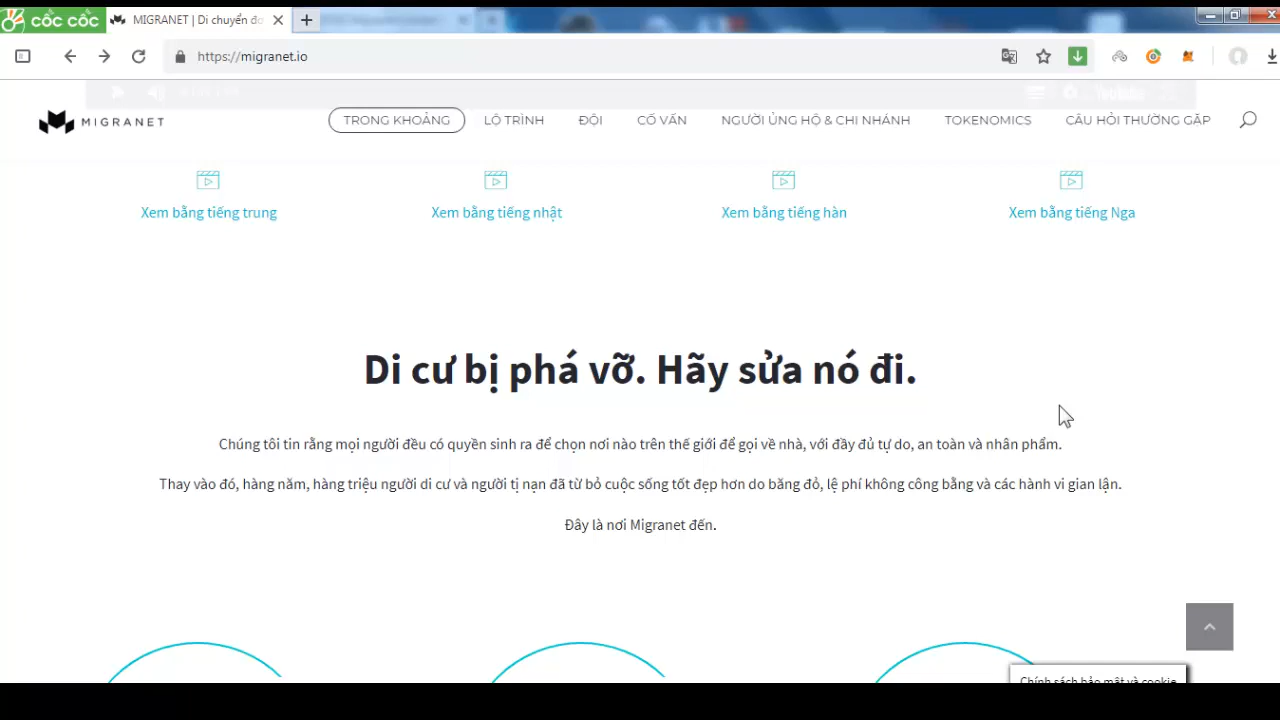 cốc cốc
MIGRANET | Di chuyển đơ
https://migranet.io
MIGRANET
TRONG KHOẢNG
LỘ TRÌNH
ĐỘI
CỐ VẤN
NGƯỜI ỦNG HỘ & CHI NHÁNH
TOKENOMICS
CÂU HỎI THƯỜNG GẶP
Xem bằng tiếng trung
Xem bằng tiếng nhật
Xem bằng tiếng hàn
Xem bằng tiếng Nga
Di cư bị phá vỡ. Hãy sửa nó đi.
Chúng tôi tin rằng mọi người đều có quyền sinh ra để chọn nơi nào trên thế giới để gọi về nhà, với đầy đủ tự do, an toàn và nhân phẩm.
Thay vào đó, hàng năm, hàng triệu người di cư và người tị nạn đã từ bỏ cuộc sống tốt đẹp hơn do băng đỏ, lệ phí không công bằng và các hành vi gian lận.
Đây là nơi Migranet đến.
Chính sách bảo mật và cookie